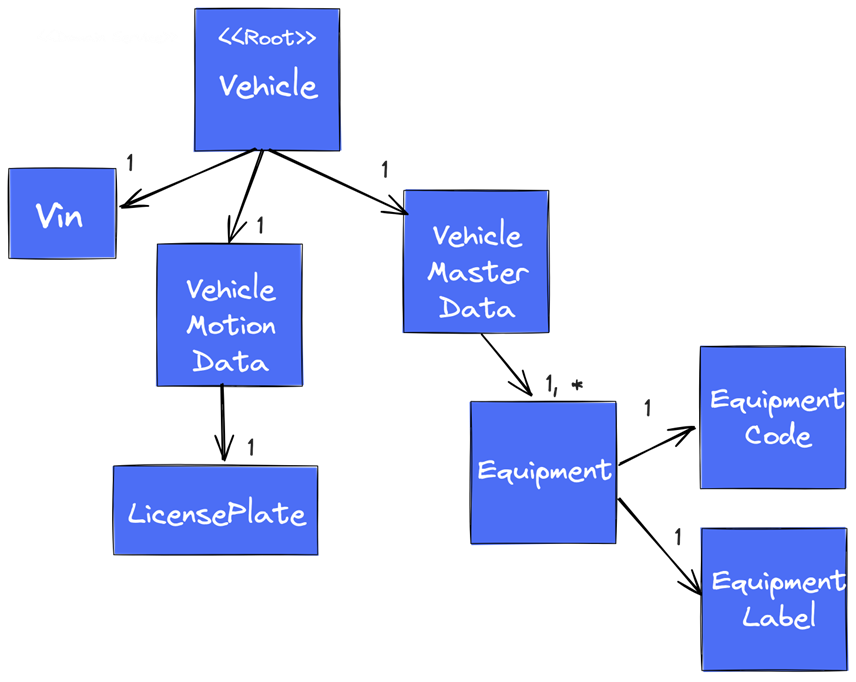 <<Root>>
Vehicle
1
1
1
Vin
Vehicle
Master
Data
Vehicle
Motion
Data
1, *
1
Equipment
Code
1
Equipment
LicensePlate
1
Equipment
Label